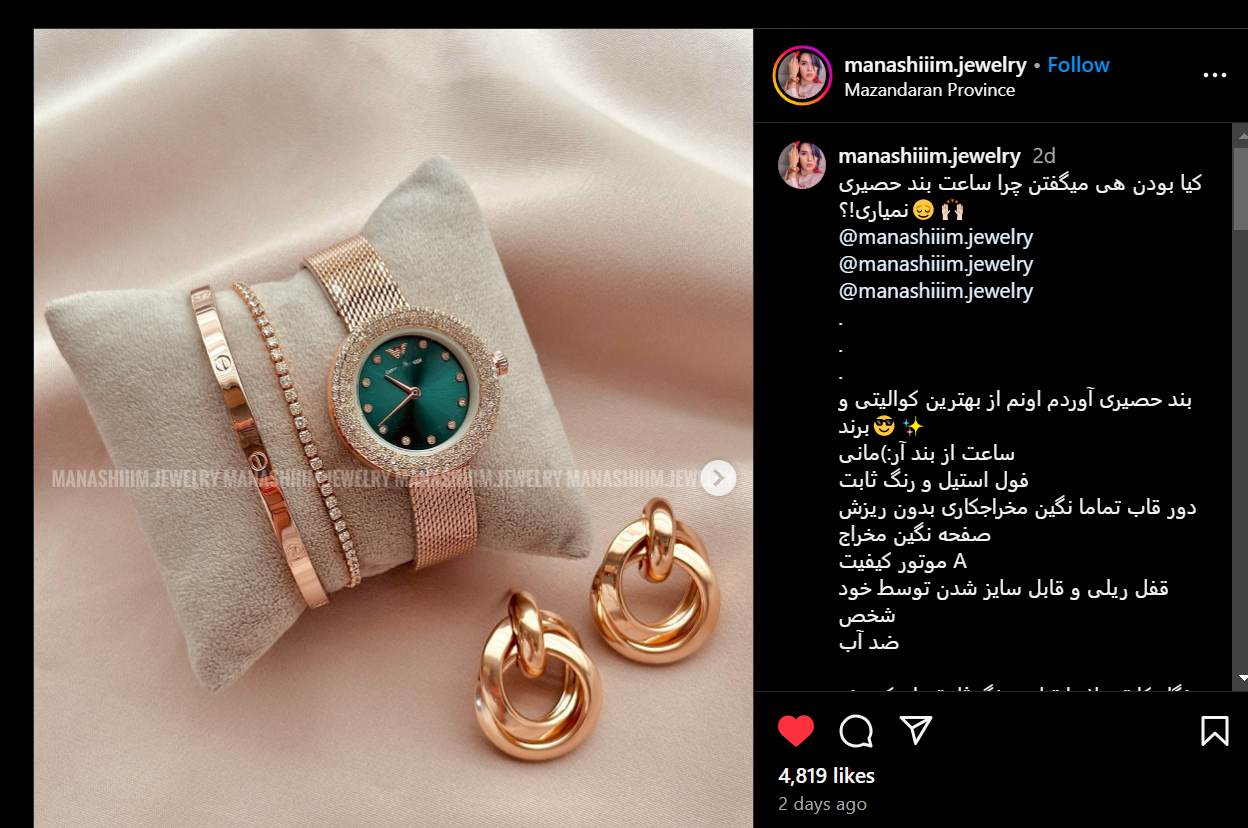 manashiiim.jewelry • Follow
Mazandaran Province
manashiiim.jewelry 2d
کیا بودن هی میگفتن چرا ساعت بند حصیری
نمیاری!؟😌🙌🏻
@manashiiim.jewelry
@manashiiim.jewelry
@manashiiim.jewelry
.
.
.
بند حصیری آوردم اونم از بهترین کوالیتی و
برند😎✨
ساعت از بند آر:)مانی
فول استیل و رنگ ثابت
دور قاب تماما نگین مخراجکاری بدون ریزش
صفحه نگین مخراج
موتور کیفیت A
قفل ریلی و قابل سایز شدن توسط خود
شخص
ضد آب
MANASHIIIM.JEWELRY MANASHIIIM.JEWELRY MANASHIIIM.JEWELRY MANASHIIIM.JEW
4,819 likes
2 days ago